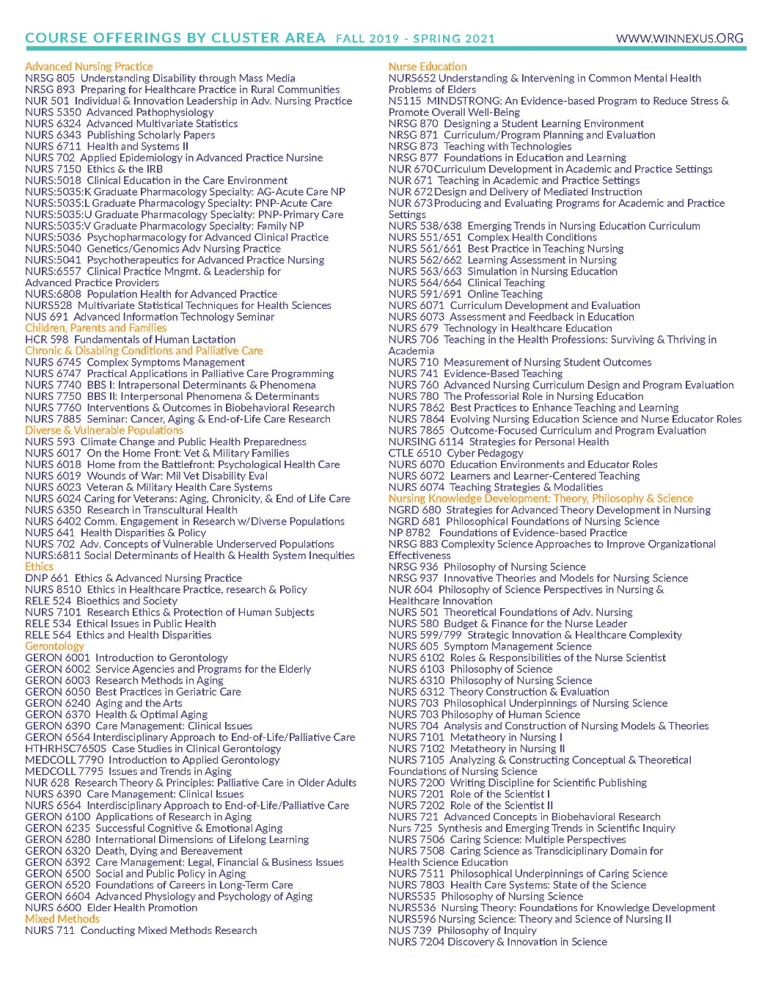 COURSE OFFERINGS BY CLUSTER AREA FALL 2019 - SPRING 2021
WWW.WINNEXUS.ORG
Advanced Nursing Practice
NRSG 805 Understanding Disability through Mass Media
NRSG 893 Preparing for Healthcare Practice in Rural Communities
NUR 501 Individual & Innovation Leadership in Adv. Nursing Practice
NURS 5350 Advanced Pathophysiology
NURS 6324 Advanced Multivariate Statistics
NURS 6343 Publishing Scholarly Papers
NURS 6711 Health and Systems II
NURS 702 Applied Epidemiology in Advanced Practice Nursine
NURS 7150 Ethics & the IRB
NURS:5018 Clinical Education in the Care Environment
NURS:5035:K Graduate Pharmacology Specialty: AG-Acute Care NP
NURS:5035:L Graduate Pharmacology Specialty: PNP-Acute Care
NURS:5035:U Graduate Pharmacology Specialty: PNP-Primary Care
NURS:5035:V Graduate Pharmacology Specialty: Family NP
NURS:5036 Psychopharmacology for Advanced Clinical Practice
NURS:5040 Genetics/Genomics Adv Nursing Practice
NURS:5041 Psychotherapeutics for Advanced Practice Nursing
NURS:6557 Clinical Practice Mngmt. & Leadership for
Advanced Practice Providers
NURS:6808 Population Health for Advanced Practice
NURS528 Multivariate Statistical Techniques for Health Sciences
NUS 691 Advanced Information Technology Seminar
Children, Parents and Families
HCR 598 Fundamentals of Human Lactation
Chronic & Disabling Conditions and Palliative Care
NURS 6745 Complex Symptoms Management
NURS 6747 Practical Applications in Palliative Care Programming
NURS 7740 BBS I: Intrapersonal Determinants & Phenomena
NURS 7750 BBS II: Interpersonal Phenomena & Determinants
NURS 7760 Interventions & Outcomes in Biobehavioral Research
NURS 7885 Seminar: Cancer, Aging & End-of-Life Care Research
Diverse & Vulnerable Populations
NURS 593 Climate Change and Public Health Preparedness
NURS 6017 On the Home Front: Vet & Military Families
NURS 6018 Home from the Battlefront: Psychological Health Care
NURS 6019 Wounds of War: Mil Vet Disability Eval
NURS 6023 Veteran & Military Health Care Systems
NURS 6024 Caring for Veterans: Aging, Chronicity, & End of Life Care
NURS 6350 Research in Transcultural Health
NURS 6402 Comm. Engagement in Research w/Diverse Populations
NURS 641 Health Disparities & Policy
NURS 702 Adv. Concepts of Vulnerable Underserved Populations
NURS:6811 Social Determinants of Health & Health System Inequities
Ethics
DNP 661 Ethics & Advanced Nursing Practice
NURS 8510 Ethics in Healthcare Practice, research & Policy
RELE 524 Bioethics and Society
NURS 7101 Research Ethics & Protection of Human Subjects
RELE 534 Ethical Issues in Public Health
RELE 564 Ethics and Health Disparities
Gerontology
GERON 6001 Introduction to Gerontology
GERON 6002 Service Agencies and Programs for the Elderly
GERON 6003 Research Methods in Aging
GERON 6050 Best Practices in Geriatric Care
GERON 6240 Aging and the Arts
GERON 6370 Health & Optimal Aging
GERON 6390 Care Management: Clinical Issues
GERON 6564 Interdisciplinary Approach to End-of-Life/Palliative Care
HTHRHSC7650S Case Studies in Clinical Gerontology
MEDCOLL 7790 Introduction to Applied Gerontology
MEDCOLL 7795 Issues and Trends in Aging
NUR 628 Research Theory & Principles: Palliative Care in Older Adults
NURS 6390 Care Management: Clinical Issues
NURS 6564 Interdisciplinary Approach to End-of-Life/Palliative Care
GERON 6100 Applications of Research in Aging
GERON 6235 Successful Cognitive & Emotional Aging
GERON 6280 International Dimensions of Lifelong Learning
GERON 6320 Death, Dying and Bereavement
GERON 6392 Care Management: Legal, Financial & Business Issues
GERON 6500 Social and Public Policy in Aging
GERON 6520 Foundations of Careers in Long-Term Care
GERON 6604 Advanced Physiology and Psychology of Aging
NURS 6600 Elder Health Promotion
Mixed Methods
NURS 711 Conducting Mixed Methods Research
Nurse Education
NURS652 Understanding & Intervening in Common Mental Health
Problems of Elders
N5115 MINDSTRONG: An Evidence-based Program to Reduce Stress &
Promote Overall Well-Being
NRSG 870 Designing a Student Learning Environment
NRSG 871 Curriculum/Program Planning and Evaluation
NRSG 873 Teaching with Technologies
NRSG 877 Foundations in Education and Learning
NUR 670 Curriculum Development in Academic and Practice Settings
NUR 671 Teaching in Academic and Practice Settings
NUR 672 Design and Delivery of Mediated Instruction
NUR 673 Producing and Evaluating Programs for Academic and Practice
Settings
NURS 538/638 Emerging Trends in Nursing Education Curriculum
NURS 551/651 Complex Health Conditions
NURS 561/661 Best Practice in Teaching Nursing
NURS 562/662 Learning Assessment in Nursing
NURS 563/663 Simulation in Nursing Education
NURS 564/664 Clinical Teaching
NURS 591/691 Online Teaching
NURS 6071 Curriculum Development and Evaluation
NURS 6073 Assessment and Feedback in Education
NURS 679 Technology in Healthcare Education
NURS 706 Teaching in the Health Professions: Surviving & Thriving in
Academia
NURS 710 Measurement of Nursing Student Outcomes
NURS 741 Evidence-Based Teaching
NURS 760 Advanced Nursing Curriculum Design and Program Evaluation
NURS 780 The Professorial Role in Nursing Education
NURS 7862 Best Practices to Enhance Teaching and Learning
NURS 7864 Evolving Nursing Education Science and Nurse Educator Roles
NURS 7865 Outcome-Focused Curriculum and Program Evaluation
NURSING 6114 Strategies for Personal Health
CTLE 6510 Cyber Pedagogy
NURS 6070 Education Environments and Educator Roles
NURS 6072 Learners and Learner-Centered Teaching
NURS 6074 Teaching Strategies & Modalities
Nursing Knowledge Development: Theory, Philosophy & Science
NGRD 680 Strategies for Advanced Theory Development in Nursing
NGRD 681 Philosophical Foundations of Nursing Science
NP 8782 Foundations of Evidence-based Practice
NRSG 883 Complexity Science Approaches to Improve Organizational
Effectiveness
NRSG 936 Philosophy of Nursing Science
NRSG 937 Innovative Theories and Models for Nursing Science
NUR 604 Philosophy of Science Perspectives in Nursing &
Healthcare Innovation
NURS 501 Theoretical Foundations of Adv. Nursing
NURS 580 Budget & Finance for the Nurse Leader
NURS 599/799 Strategic Innovation & Healthcare Complexity
NURS 605 Symptom Management Science
NURS 6102 Roles & Responsibilities of the Nurse Scientist
NURS 6103 Philosophy of Science
NURS 6310 Philosophy of Nursing Science
NURS 6312 Theory Construction & Evaluation
NURS 703 Philosophical Underpinnings of Nursing Science
NURS 703 Philosophy of Human Science
NURS 704 Analysis and Construction of Nursing Models & Theories
NURS 7101 Metatheory in Nursing I
NURS 7102 Metatheory in Nursing II
NURS 7105 Analyzing & Constructing Conceptual & Theoretical
Foundations of Nursing Science
NURS 7200 Writing Discipline for Scientific Publishing
NURS 7201 Role of the Scientist I
NURS 7202 Role of the Scientist II
NURS 721 Advanced Concepts in Biobehavioral Research
Nurs 725 Synthesis and Emerging Trends in Scientific Inquiry
NURS 7506 Caring Science: Multiple Perspectives
NURS 7508 Caring Science as Transdiciplinary Domain for
Health Science Education
NURS 7511 Philosophical Underpinnings of Caring Science
NURS 7803 Health Care Systems: State of the Science
NURS535 Philosophy of Nursing Science
NURS536 Nursing Theory: Foundations for Knowledge Development
NURS596 Nursing Science: Theory and Science of Nursing II
NUS 739 Philosophy of Inquiry
NURS 7204 Discovery & Innovation in Science